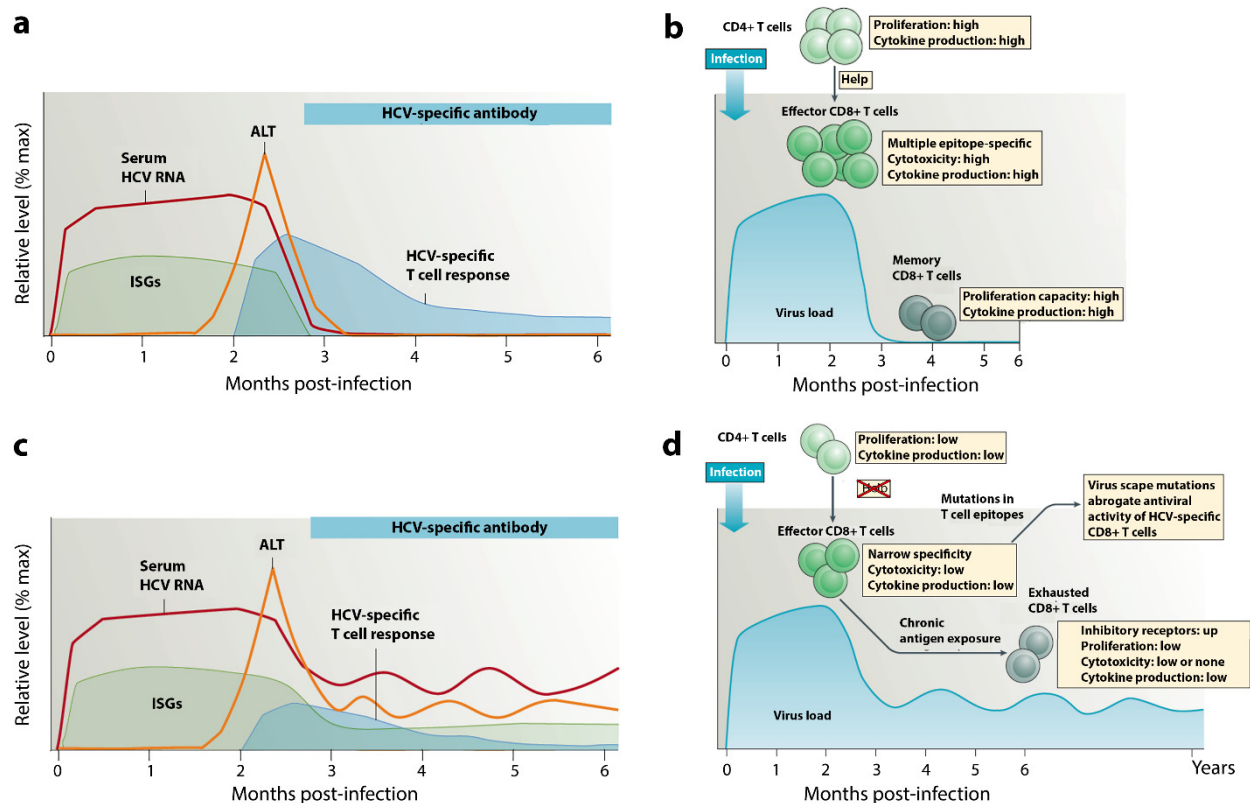 a
Relative level (% max)
HCV-specific antibody
ALT
Serum
HCV RNA
HCV-specific
T cell response
ISGs
0 1 2 3 4 5 6
Months post-infection
b
CD4+ T cells
Proliferation: high
Cytokine production: high
Infection
Help
Effector CD8+ T cells
Multiple epitope-specific
Cytotoxicity: high
Cytokine production: high
Memory
CD8+ T cells
Proliferation capacity: high
Cytokine production: high
Virus load
0 1 2 3 4 5 6
Months post-infection
c
Relative level (% max)
HCV-specific antibody
ALT
Serum
HCV RNA
HCV-specific
T cell response
ISGs
0 1 2 3 4 5 6
Months post-infection
d
CD4+ T cells
Proliferation: low
Cytokine production: low
Infection
Help
Mutations in
T cell epitopes
Virus scape mutations
abrogate antiviral
activity of HCV-specific
CD8+ T cells
Effector CD8+ T cells
Narrow specificity
Cytotoxicity: low
Cytokine production: low
Chronic
antigen exposure
Exhausted
CD8+ T cells
Inhibitory receptors: up
Proliferation: low
Cytotoxicity: low or none
Cytokine production: low
Virus load
0 1 2 3 4 5 6 Years
Months post-infection